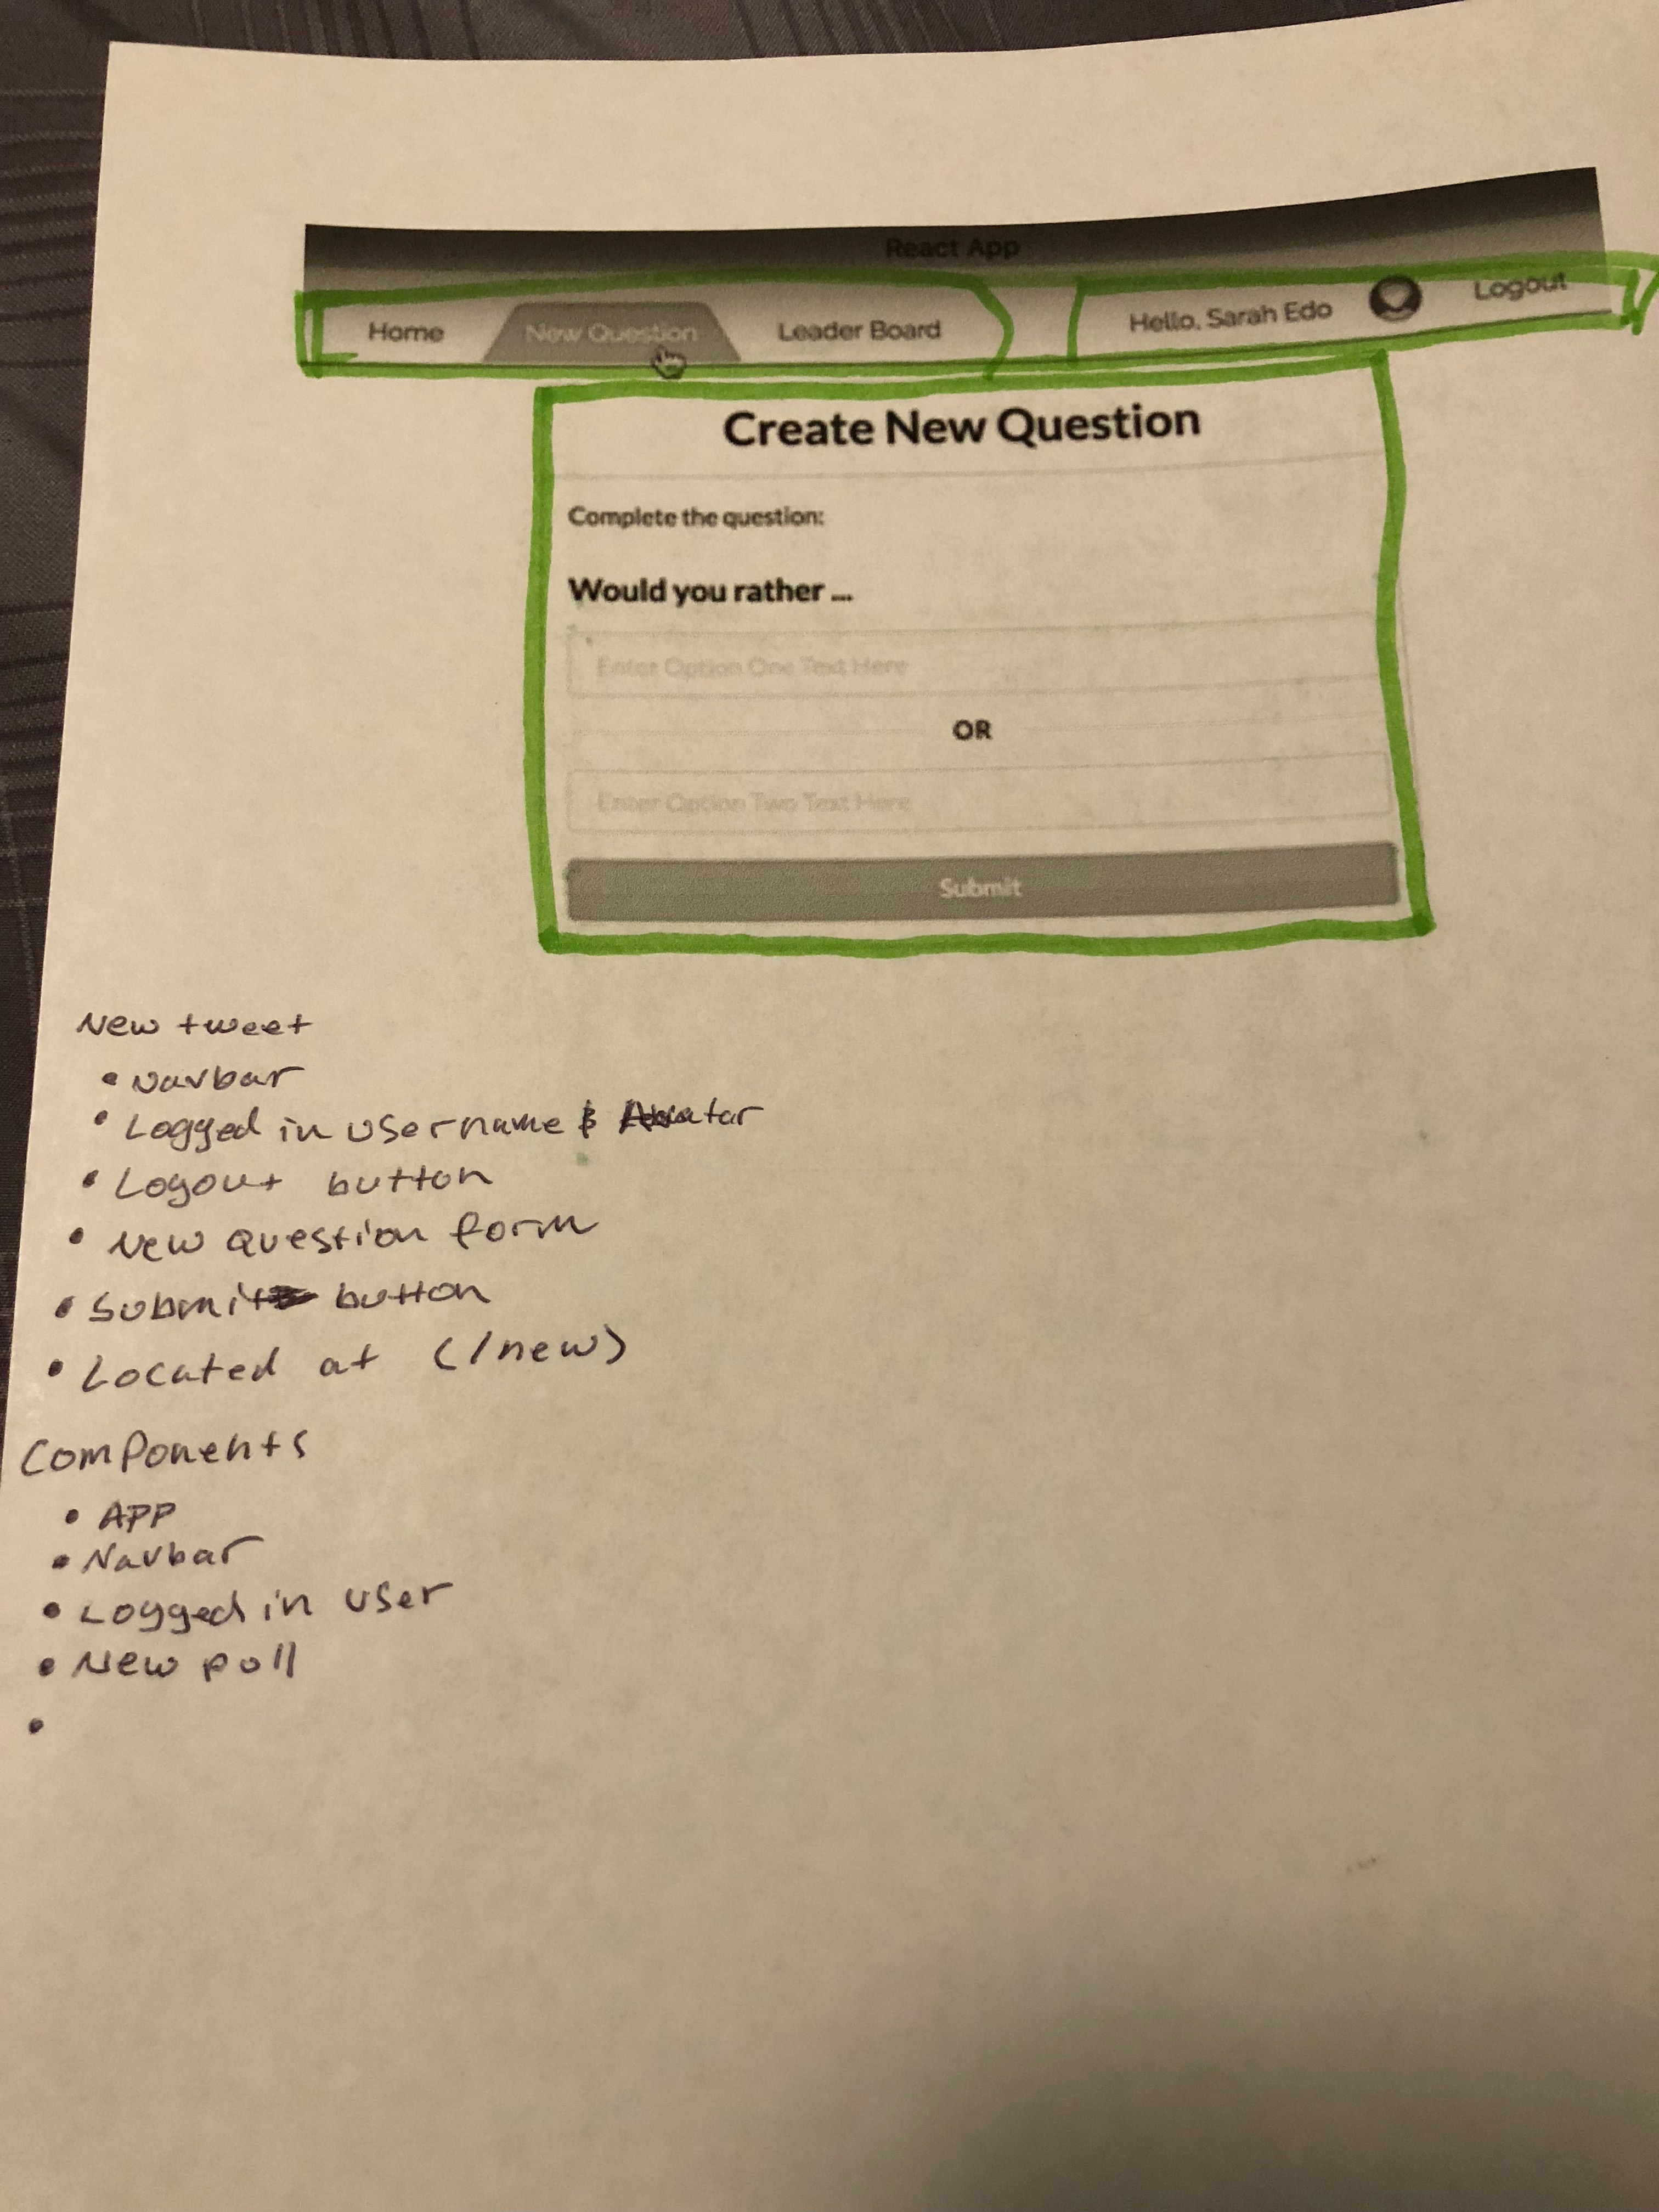 React App
Home New Question Leader Board Hello, Sarah Edo Logout
Create New Question
Complete the question:
Would you rather ...
Enter Option One Text Here
OR
Enter Option Two Text Here
Submit
New tweet
• Navbar
• Logged in username & Avatar
• Logout button
• New question form
• Submit button
• Located at (/new)
Components
• APP
• Navbar
• Logged in user
• New poll
•